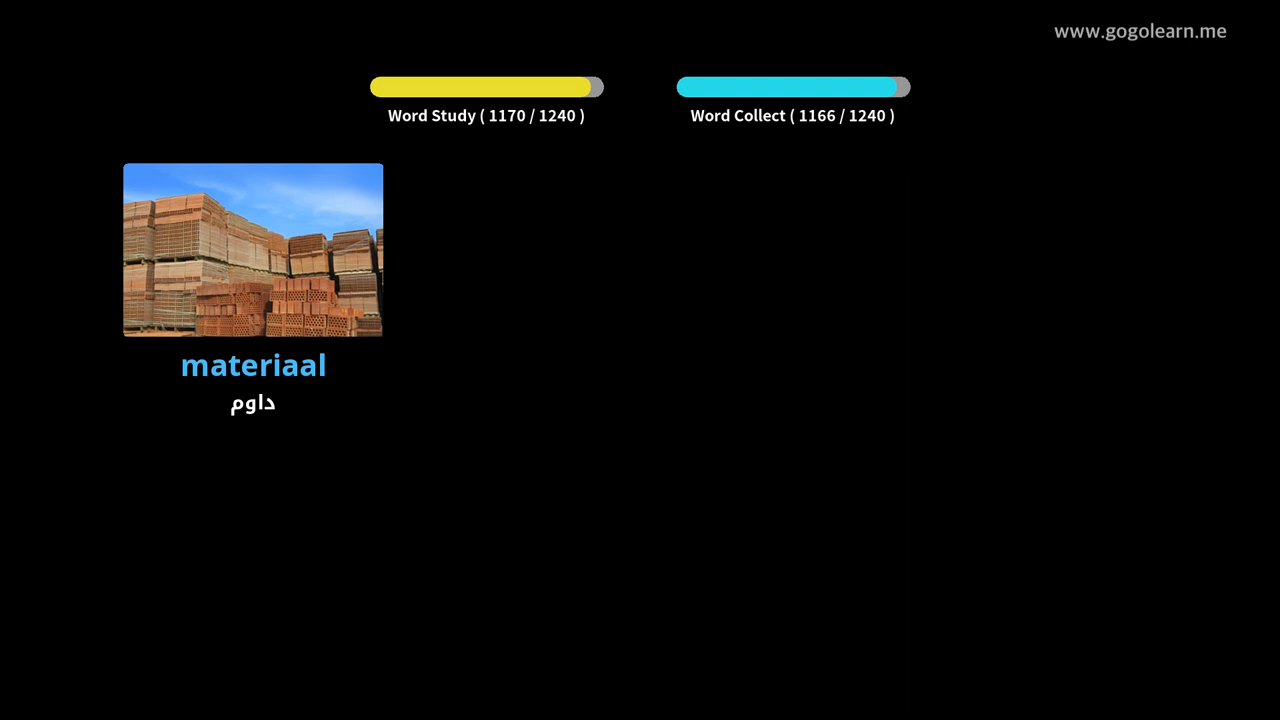 www.gogolearn.me
Word Study ( 1170 / 1240 )
Word Collect ( 1166 / 1240 )
materiaal
داوم